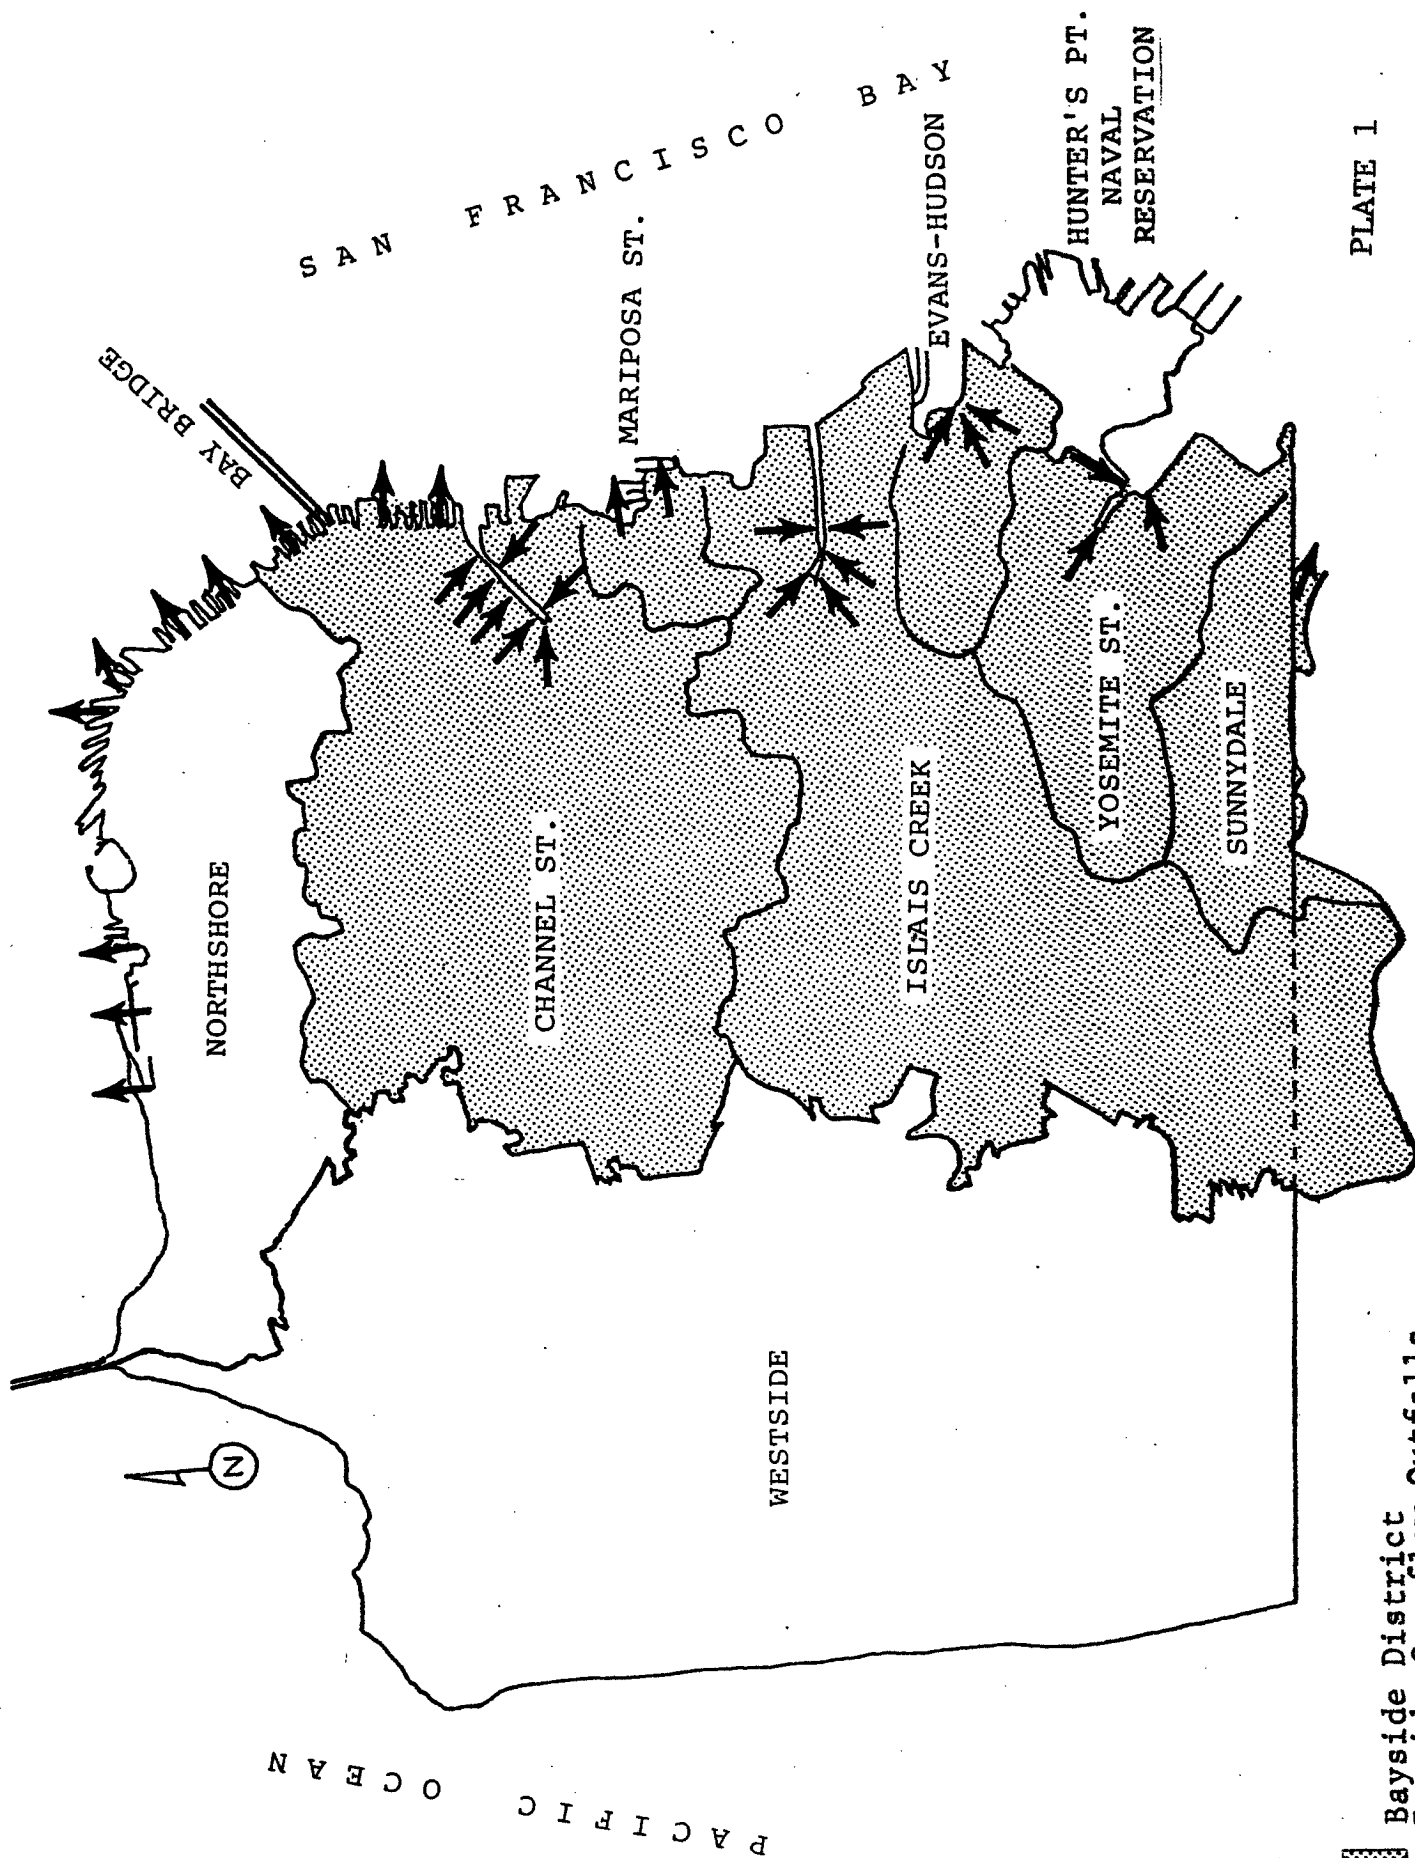 SAN FRANCISCO BAY
BAY BRIDGE
MARIPOSA ST.
EVANS-HUDSON
HUNTER'S PT.
NAVAL
RESERVATION
NORTHSHORE
CHANNEL ST.
ISLAIS CREEK
YOSEMITE ST.
SUNNYDALE
WESTSIDE
N
PACIFIC OCEAN
PLATE 1
Bayside District
Outfalls